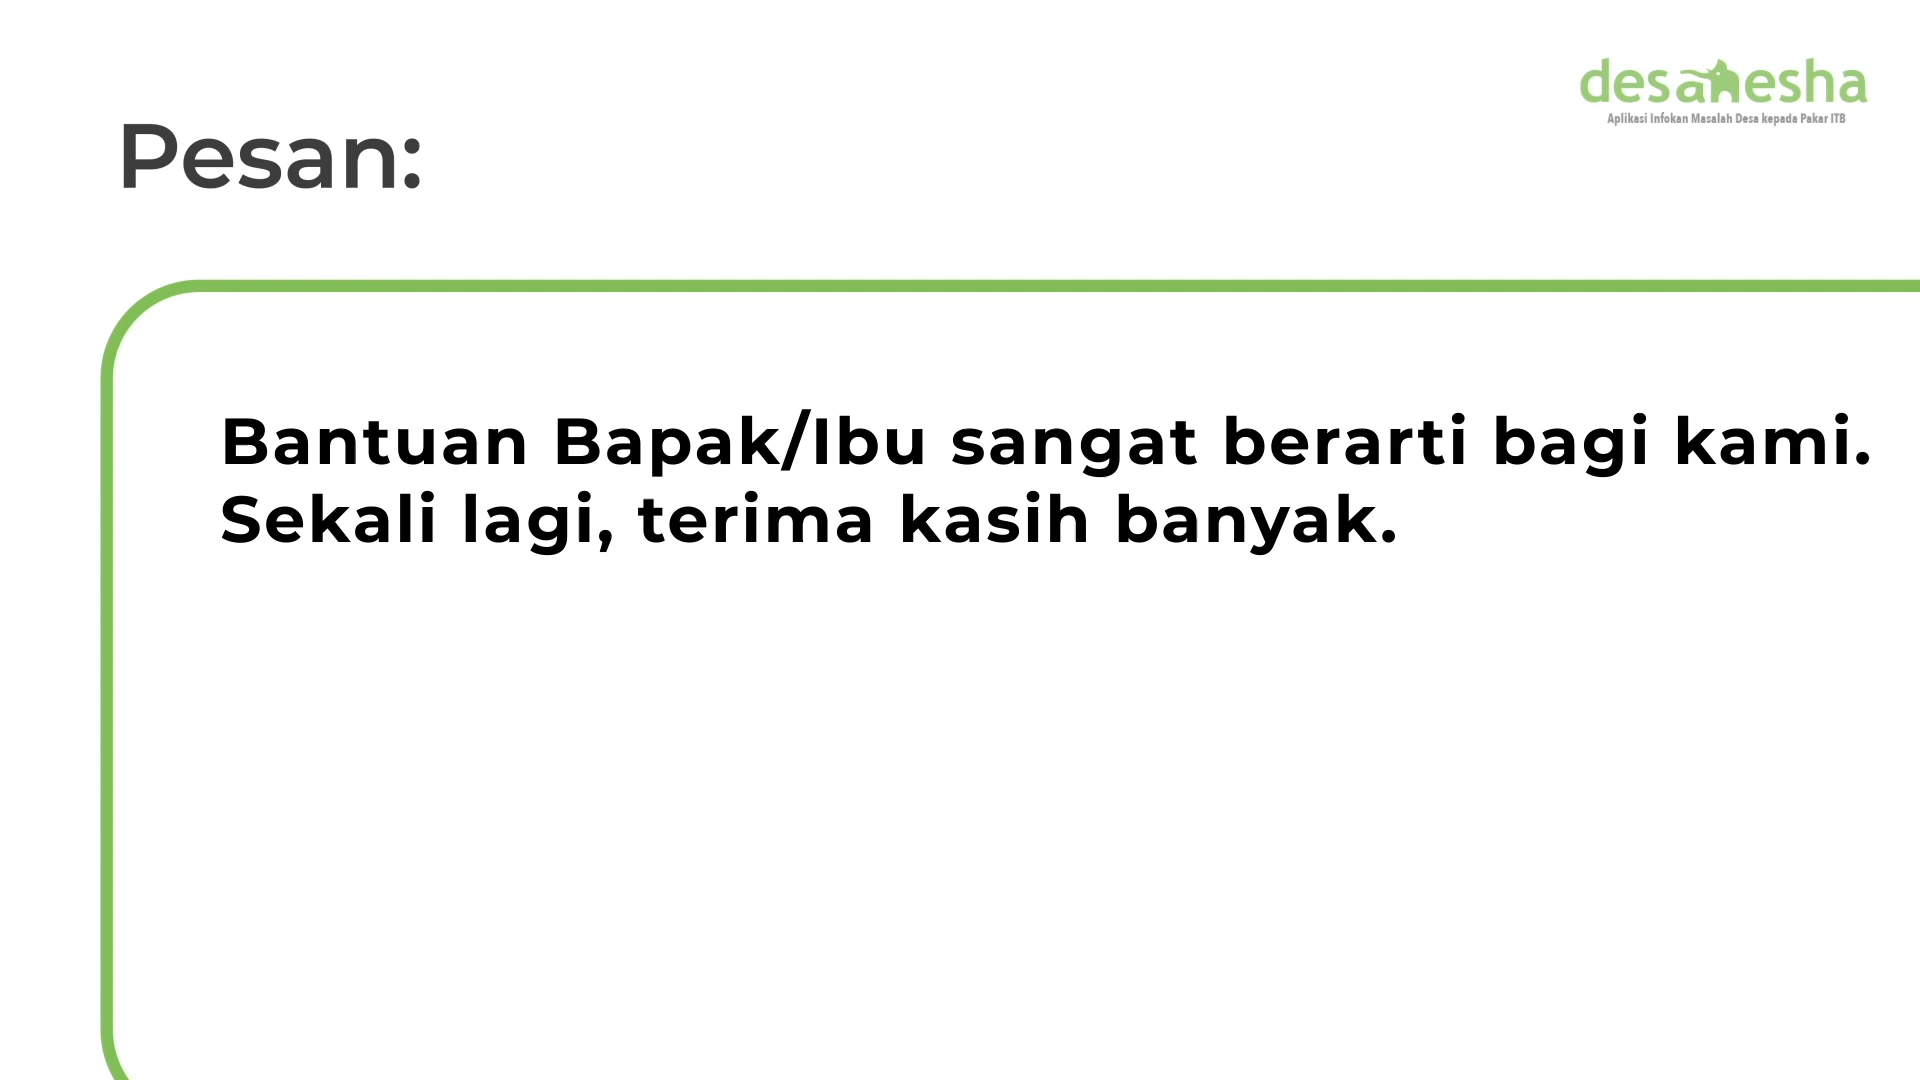 desanesha
Aplikasi Infokan Masalah Desa kepada Pakar ITB
Pesan:
Bantuan Bapak/Ibu sangat berarti bagi kami.
Sekali lagi, terima kasih banyak.